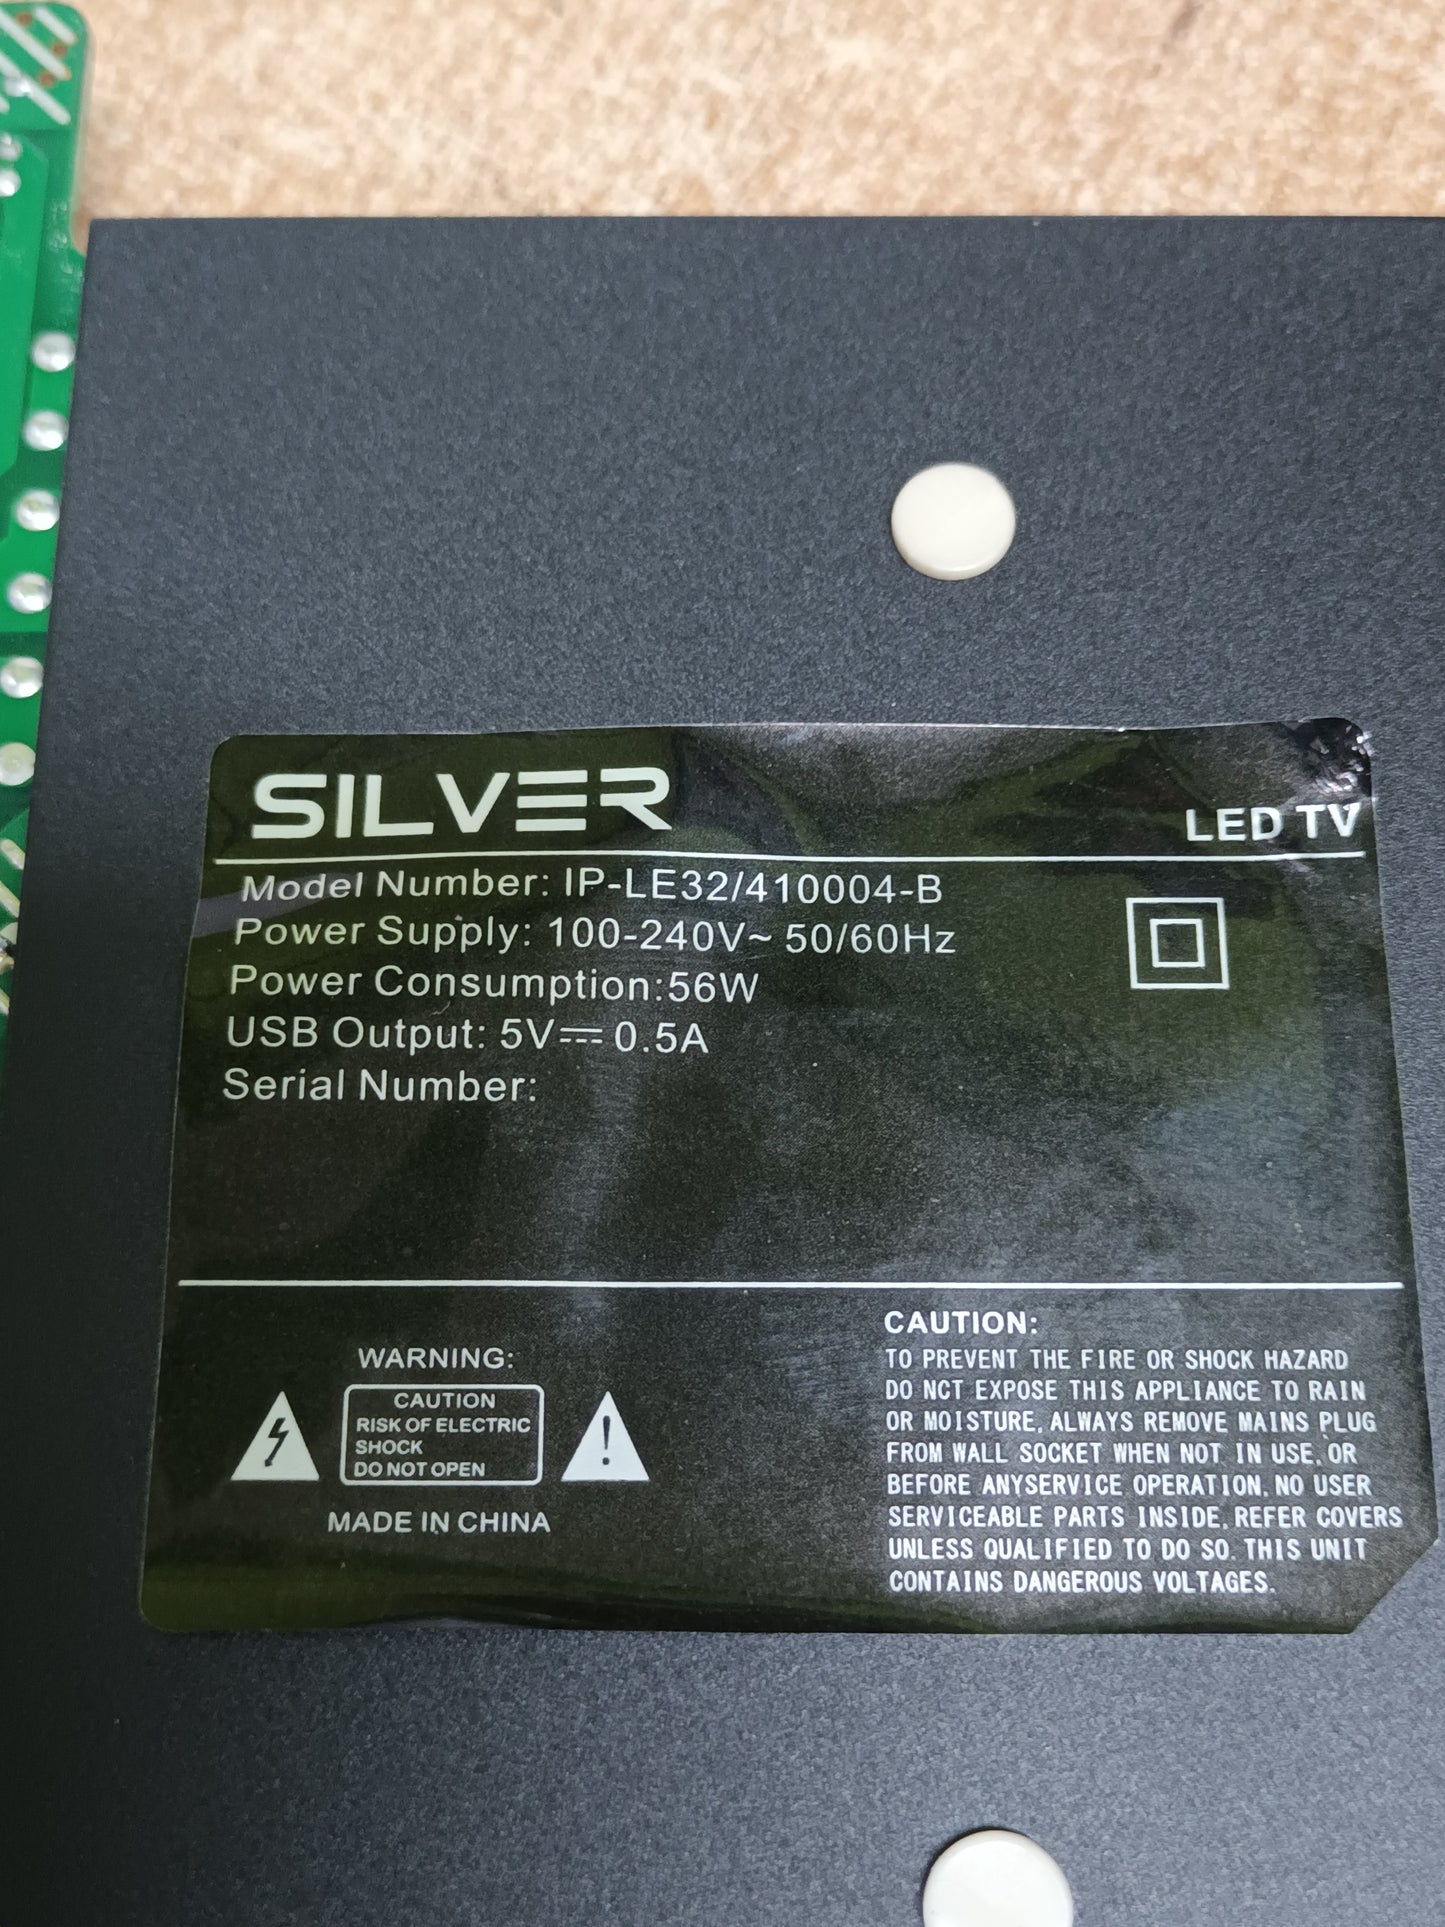 SILVER
LED TV
Model Number: IP-LE32/410004-B
Power Supply: 100-240V~ 50/60Hz
Power Consumption:56W
USB Output: 5V⎓ 0.5A
Serial Number:
WARNING:
CAUTION
RISK OF ELECTRIC
SHOCK
DO NOT OPEN
MADE IN CHINA
CAUTION:
TO PREVENT THE FIRE OR SHOCK HAZARD
DO NCT EXPOSE THIS APPLIANCE TO RAIN
OR MOISTURE, ALWAYS REMOVE MAINS PLUG
FROM WALL SOCKET WHEN NOT IN USE, OR
BEFORE ANYSERVICE OPERATION, NO USER
SERVICEABLE PARTS INSIDE, REFER COVERS
UNLESS QUALIFIED TO DO SO. THIS UNIT
CONTAINS DANGEROUS VOLTAGES.